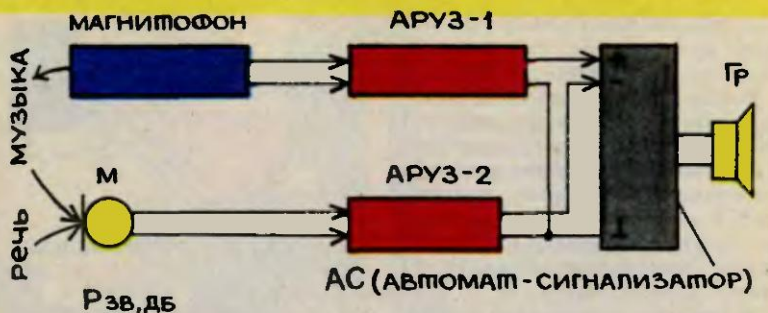 МАГНИТОФОН
АРУЗ-1
МУЗЫКА
+
-
Гр
РЕЧЬ
М
АРУЗ-2
⊥
АС (АВТОМАТ-СИГНАЛИЗАТОР)
Рзв, дБ